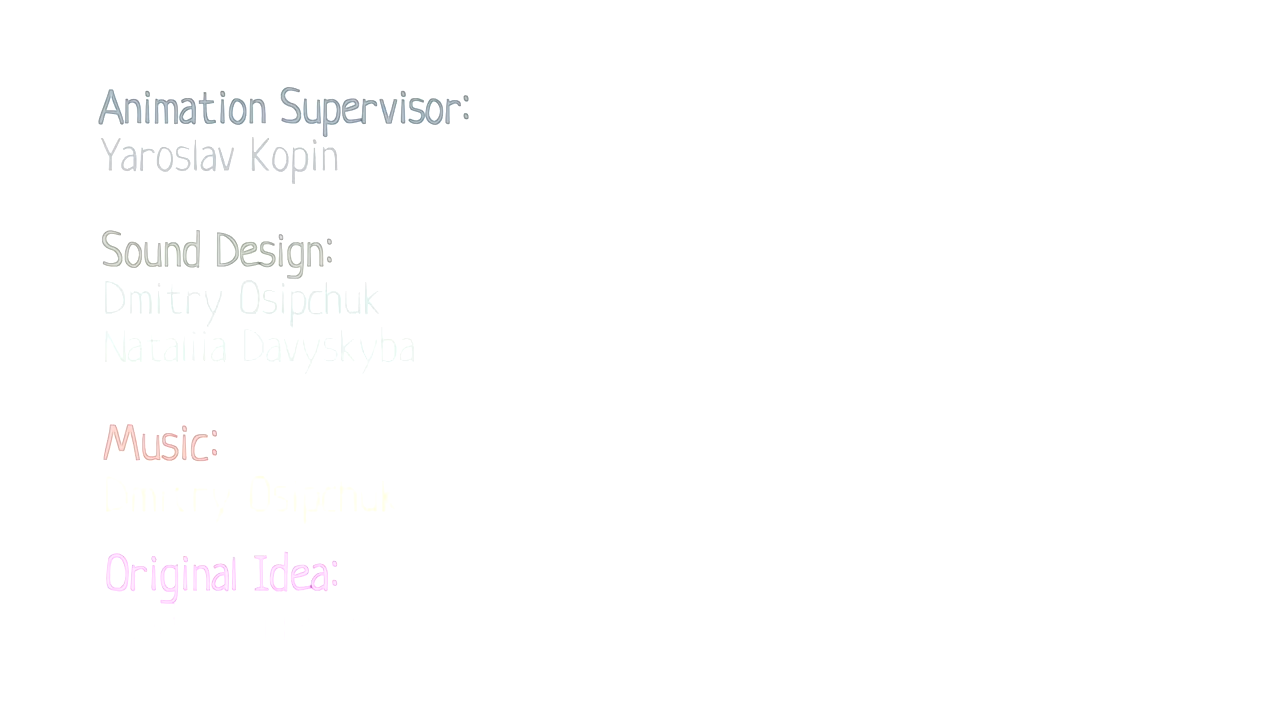 Animation Supervisor:
Yaroslav Kopin
Sound Design:
Dmitry Osipchuk
Nataliia Davyskyba
Music:
Original Idea: